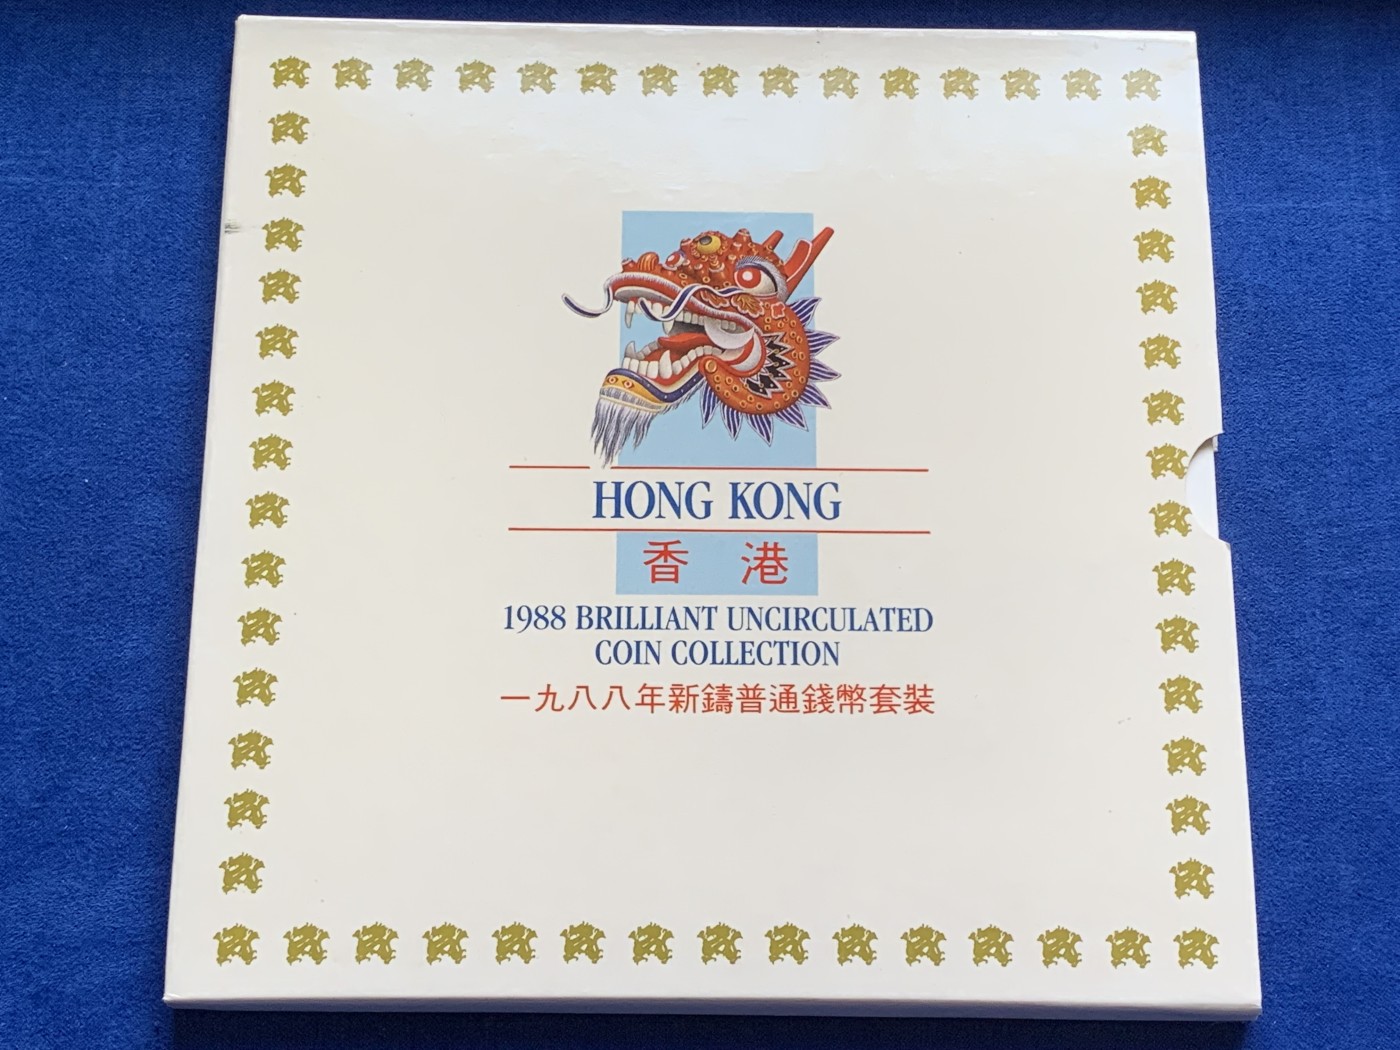 HONG KONG
香 港
1988 BRILLIANT UNCIRCULATED
COIN COLLECTION
一九八八年新鑄普通錢幣套裝